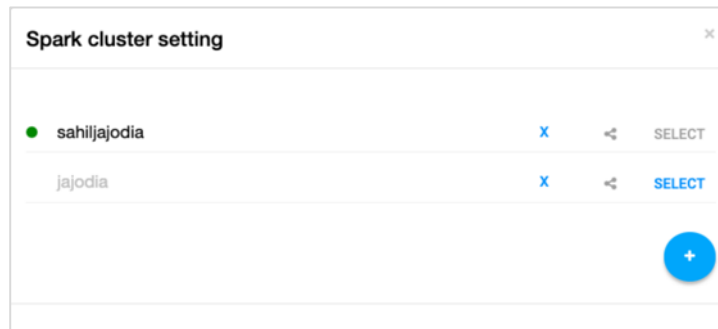 Spark cluster setting ×
sahiljajodia X SELECT
jajodia X SELECT
+